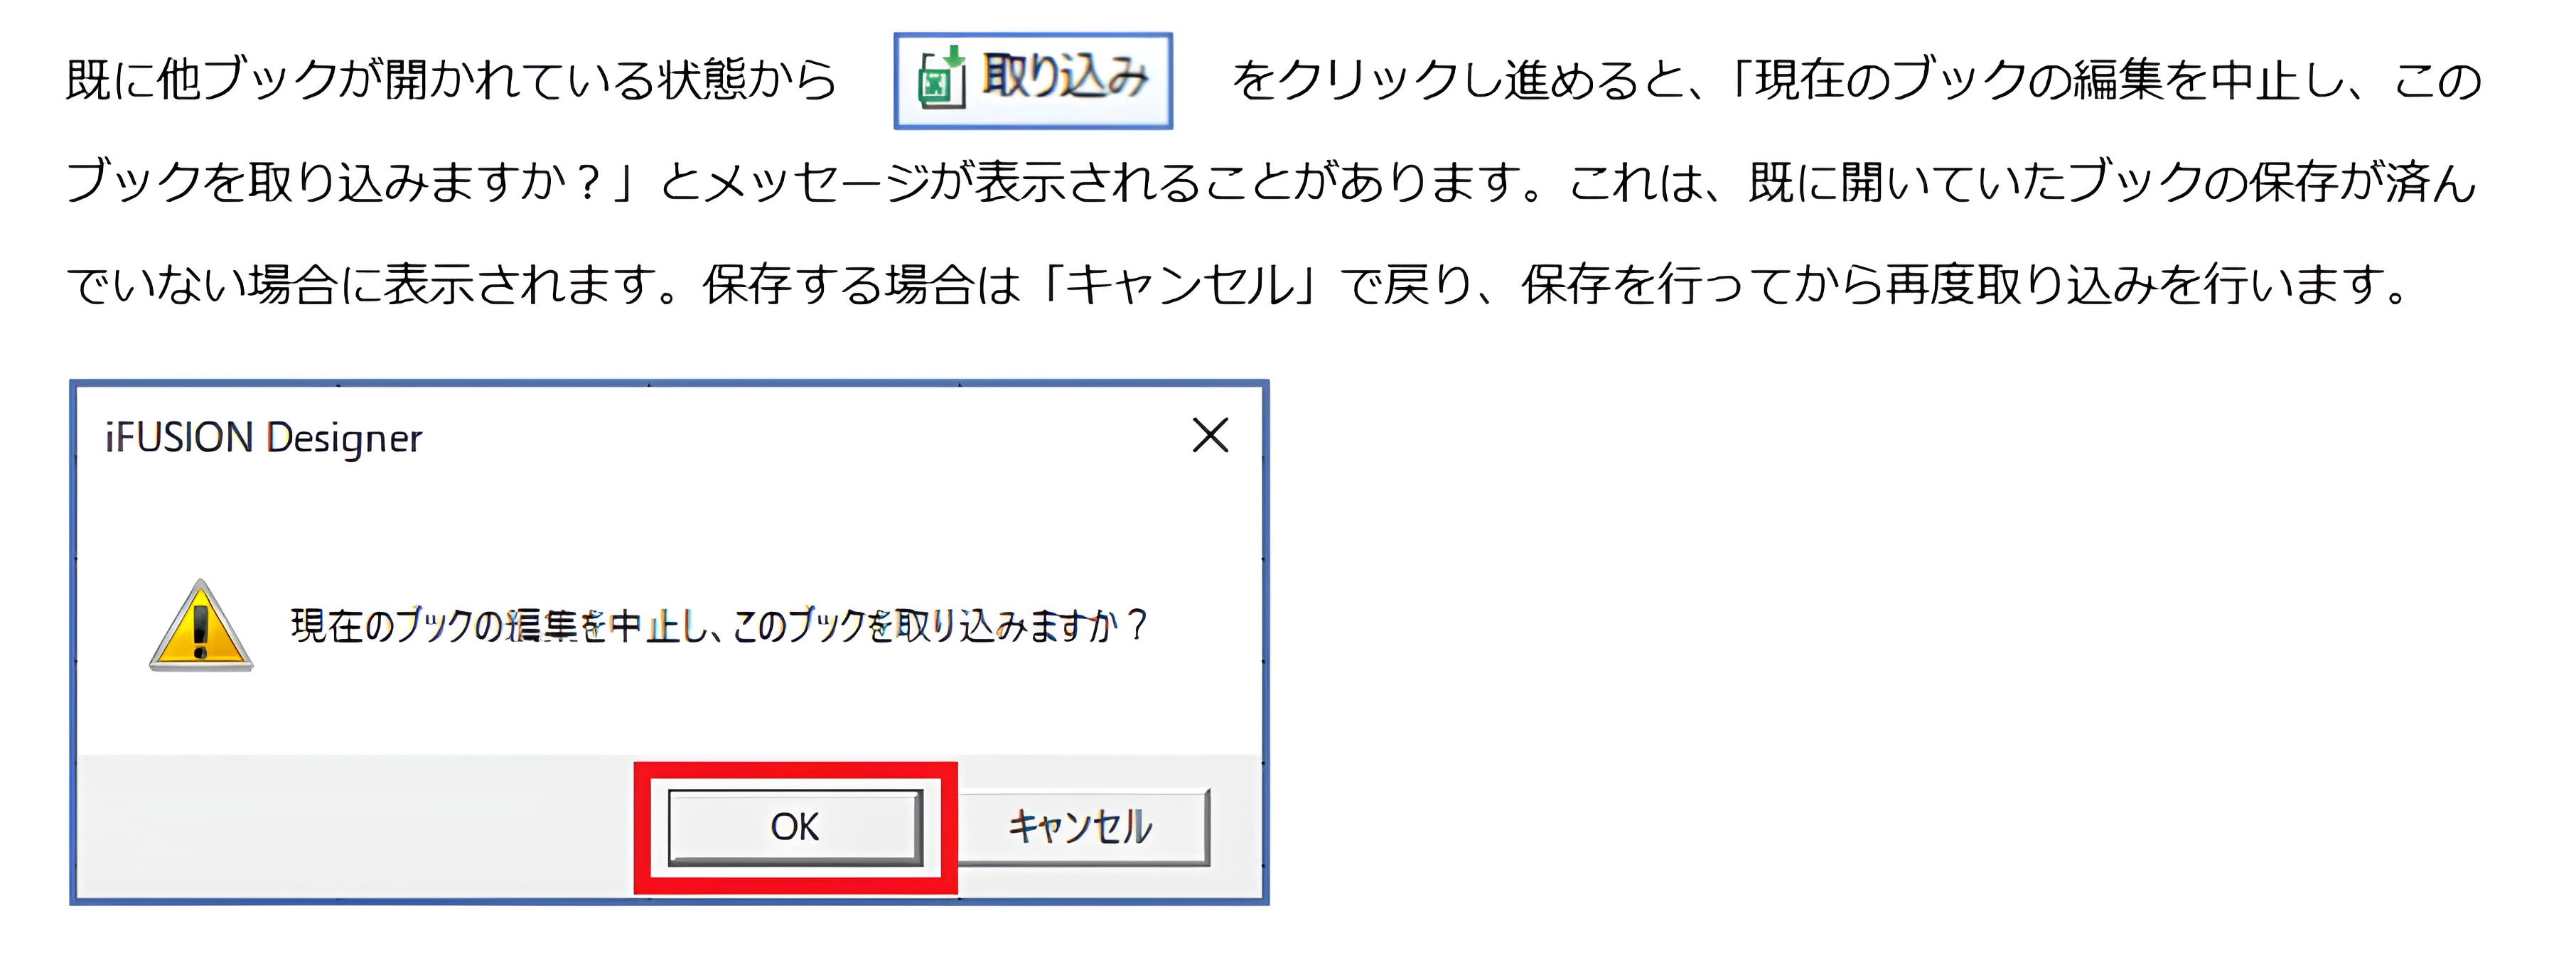 既に他ブックが開かれている状態から 取り込み をクリックし進めると、「現在のブックの編集を中止し、この
ブックを取り込みますか？」とメッセージが表示されることがあります。これは、既に開いていたブックの保存が済ん
でいない場合に表示されます。保存する場合は「キャンセル」で戻り、保存を行ってから再度取り込みを行います。
iFUSION Designer
現在のブックの編集を中止し、このブックを取り込みますか？
OK キャンセル